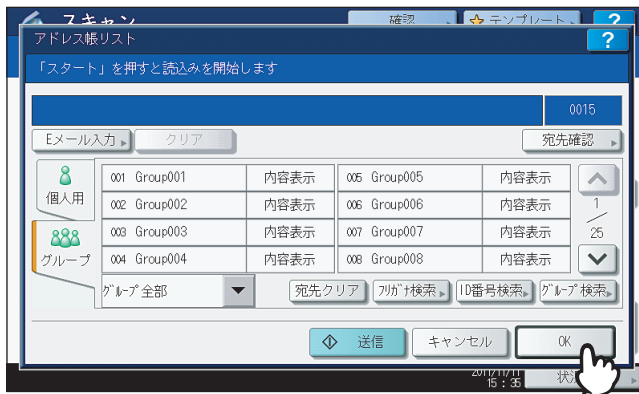 スキャン 確認 テンプレート ?
アドレス帳リスト ?
「スタート」を押すと読込みを開始します
0015
Eメール入力 クリア 宛先確認
個人用
グループ
001 Group001 内容表示 005 Group005 内容表示
002 Group002 内容表示 006 Group006 内容表示
003 Group003 内容表示 007 Group007 内容表示
004 Group004 内容表示 008 Group008 内容表示
1/25
グループ全部 宛先クリア フリガナ検索 ID番号検索 グループ検索
送信 キャンセル OK
2011/11/11
15:35
状